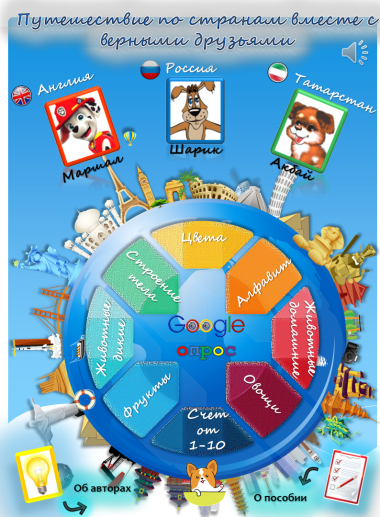 Путешествие по странам вместе с
верными друзьями
Англия
Россия
Татарстан
Маршал
Шарик
Акбай
Цвета
Строение
тела
Алфавит
Животные
дикие
Google
опрос
Животные
домашние
Фрукты
Овощи
Счет
от
1-10
Об авторах
О пособии